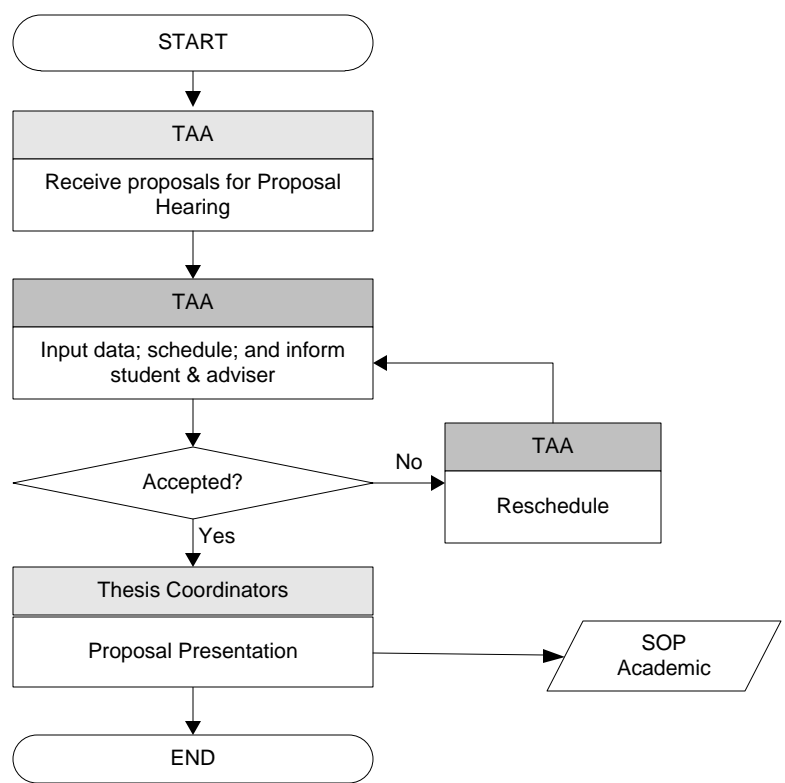 START
TAA
Receive proposals for Proposal
Hearing
TAA
Input data; schedule; and inform
student & adviser
Accepted?
No
TAA
Reschedule
Yes
Thesis Coordinators
Proposal Presentation
SOP
Academic
END